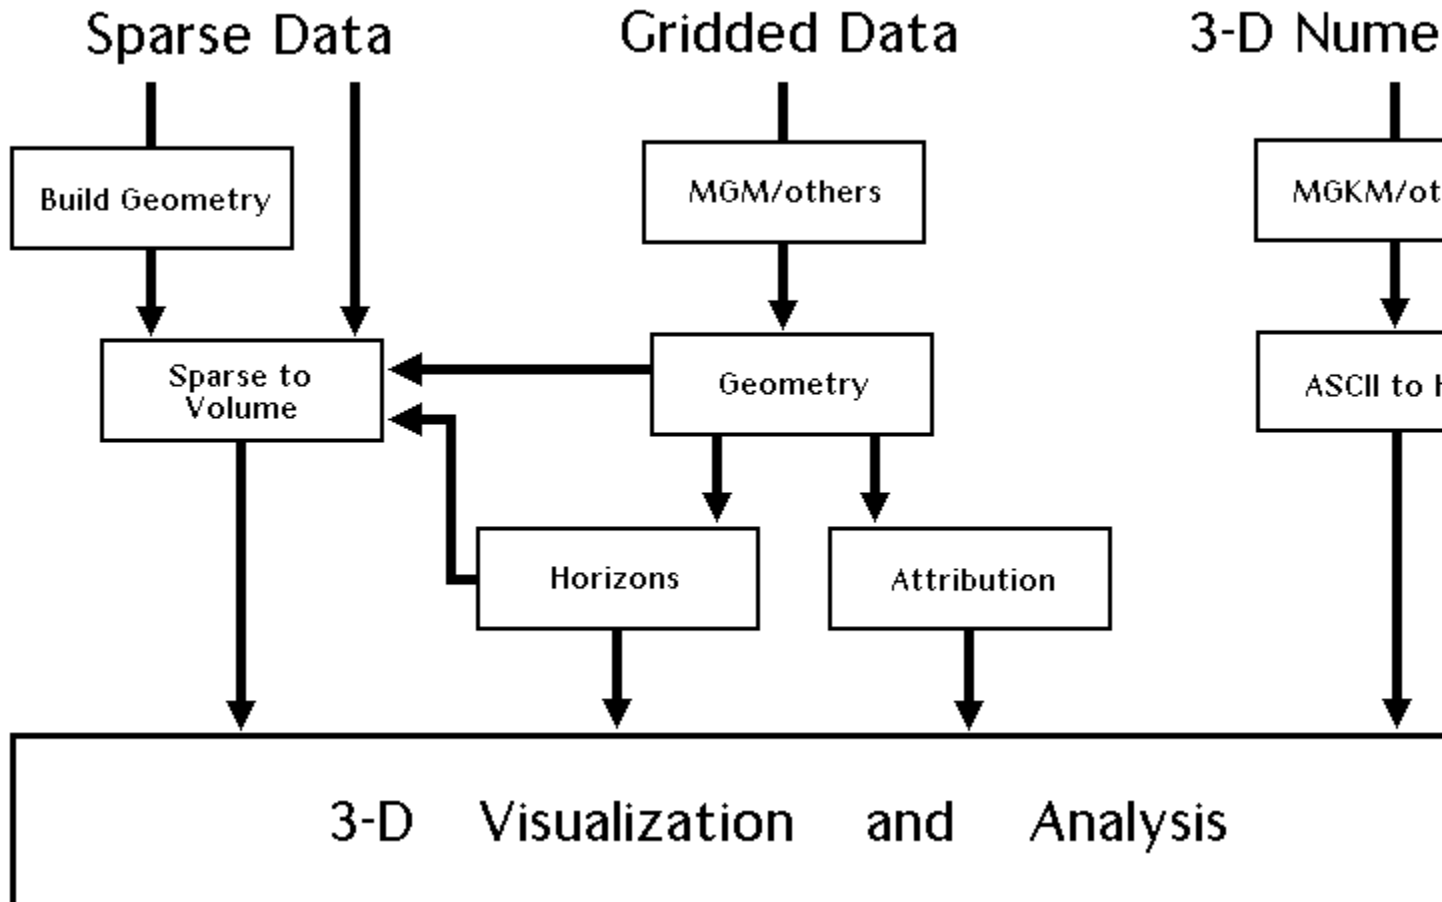 Sparse Data
Gridded Data
3-D Nume
Build Geometry
MGM/others
MGKM/ot
Sparse to
Volume
Geometry
ASCII to
Horizons
Attribution
3-D Visualization and Analysis